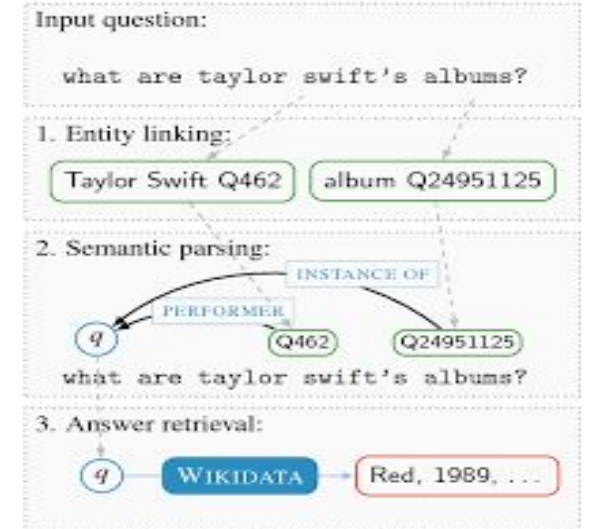 Input question:
what are taylor swift's albums?
1. Entity linking:
Taylor Swift Q462
album Q24951125
2. Semantic parsing:
INSTANCE OF
PERFORMER
q
Q462
Q24951125
what are taylor swift's albums?
3. Answer retrieval:
q
WIKIDATA
Red, 1989, ...